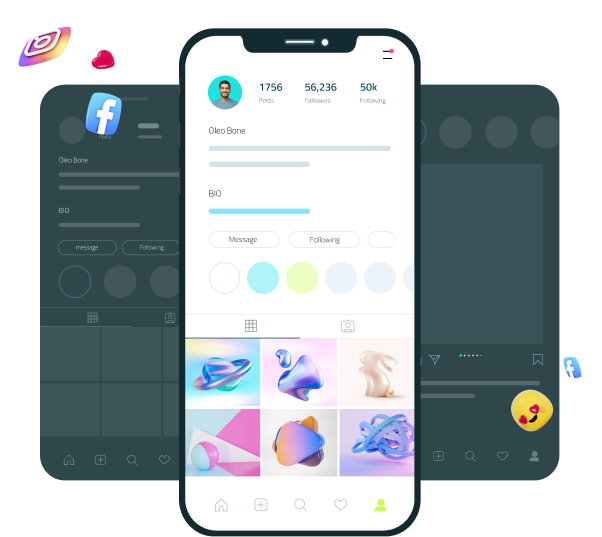 1756 56,236 50k
Posts Followers Following
Oleo Bone
BIO
Message Following
Posts
Oleo Bone
BIO
message Following